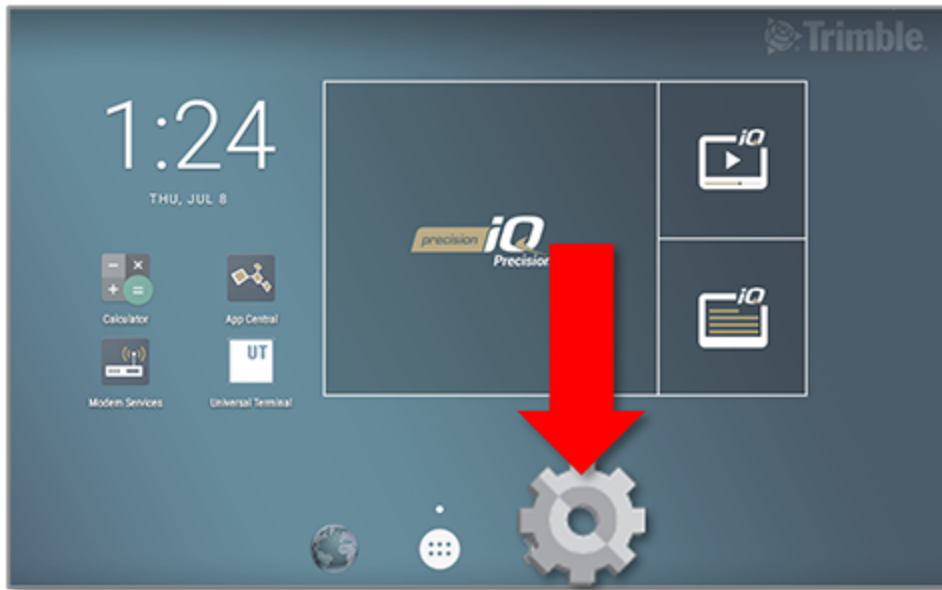 Trimble
1:24
THU, JUL 8
iQ
precision iQ
Precision
iQ
Calculator
App Central
UT
Modem Services
Universal Terminal